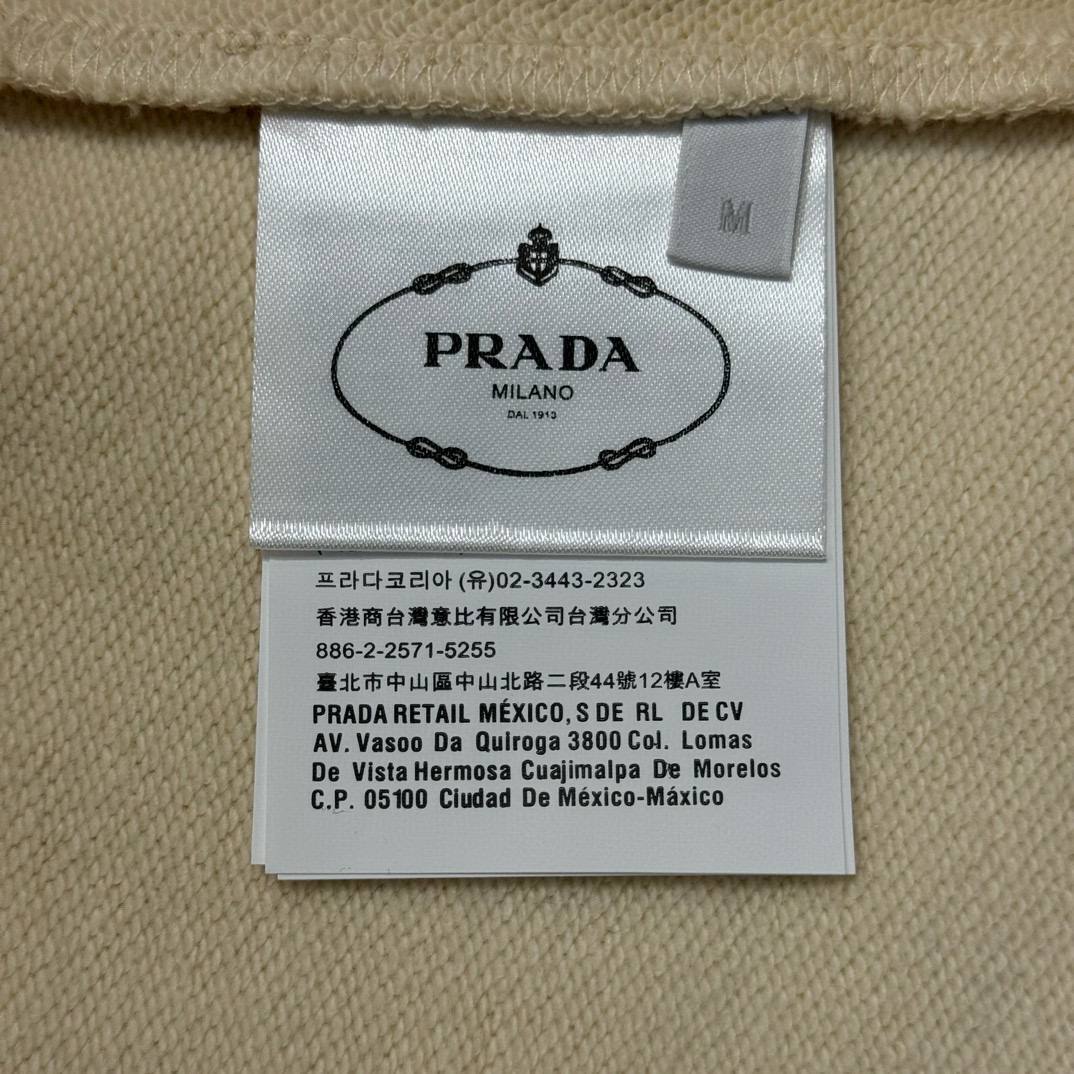 M
PRADA
MILANO
DAL 1913
프라다코리아 (유)02-3443-2323
香港商台灣意比有限公司台灣分公司
886-2-2571-5255
臺北市中山區中山北路二段44號12樓A室
PRADA RETAIL MÉXICO, S DE RL DE CV
AV. Vasoo Da Quiroga 3800 Col. Lomas
De Vista Hermosa Cuajimalpa De Morelos
C.P. 05100 Ciudad De México-Máxico